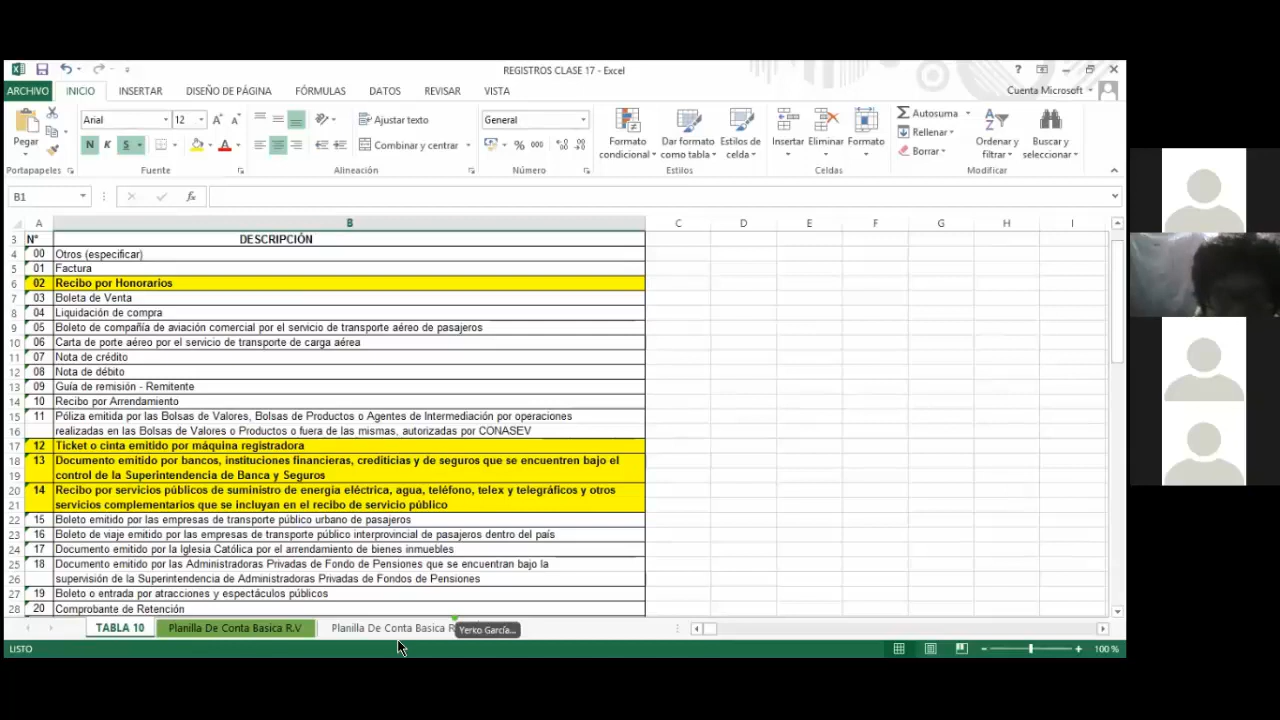 REGISTROS CLASE 17 - Excel
ARCHIVO INICIO INSERTAR DISEÑO DE PÁGINA FÓRMULAS DATOS REVISAR VISTA Cuenta Microsoft
Pegar
Arial 12
N K S
Ajustar texto
Combinar y centrar
General
% 000
Formato condicional
Dar formato como tabla
Estilos de celda
Insertar Eliminar Formato
Autosuma
Rellenar
Borrar
Ordenar y filtrar
Buscar y seleccionar
Portapapeles Fuente Alineación Número Estilos Celdas Modificar
B1 fx
A B C D E F G H I
3 N° DESCRIPCIÓN
4 00 Otros (especificar)
5 01 Factura
6 02 Recibo por Honorarios
7 03 Boleta de Venta
8 04 Liquidación de compra
9 05 Boleto de compañía de aviación comercial por el servicio de transporte aéreo de pasajeros
10 06 Carta de porte aéreo por el servicio de transporte de carga aérea
11 07 Nota de crédito
12 08 Nota de débito
13 09 Guía de remisión - Remitente
14 10 Recibo por Arrendamiento
15 11 Póliza emitida por las Bolsas de Valores, Bolsas de Productos o Agentes de Intermediación por operaciones
16 realizadas en las Bolsas de Valores o Productos o fuera de las mismas, autorizadas por CONASEV
17 12 Ticket o cinta emitido por máquina registradora
18 13 Documento emitido por bancos, instituciones financieras, crediticias y de seguros que se encuentren bajo el
19 control de la Superintendencia de Banca y Seguros
20 14 Recibo por servicios públicos de suministro de energía eléctrica, agua, teléfono, telex y telegráficos y otros
21 servicios complementarios que se incluyan en el recibo de servicio público
22 15 Boleto emitido por las empresas de transporte público urbano de pasajeros
23 16 Boleto de viaje emitido por las empresas de transporte público interprovincial de pasajeros dentro del país
24 17 Documento emitido por la Iglesia Católica por el arrendamiento de bienes inmuebles
25 18 Documento emitido por las Administradoras Privadas de Fondo de Pensiones que se encuentran bajo la
26 supervisión de la Superintendencia de Administradoras Privadas de Fondos de Pensiones
27 19 Boleto o entrada por atracciones y espectáculos públicos
28 20 Comprobante de Retención
TABLA 10 Planilla De Conta Basica R.V Planilla De Conta Basica R
Yerko García...
LISTO 100 %